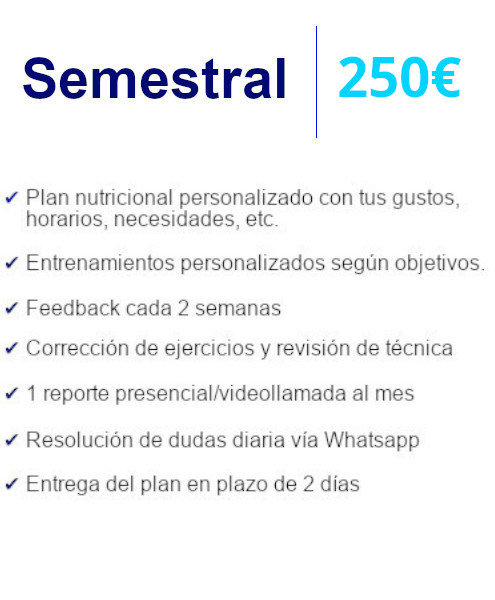 Semestral 250€
✔ Plan nutricional personalizado con tus gustos,
horarios, necesidades, etc.
✔ Entrenamientos personalizados según objetivos.
✔ Feedback cada 2 semanas
✔ Corrección de ejercicios y revisión de técnica
✔ 1 reporte presencial/videollamada al mes
✔ Resolución de dudas diaria vía Whatsapp
✔ Entrega del plan en plazo de 2 días